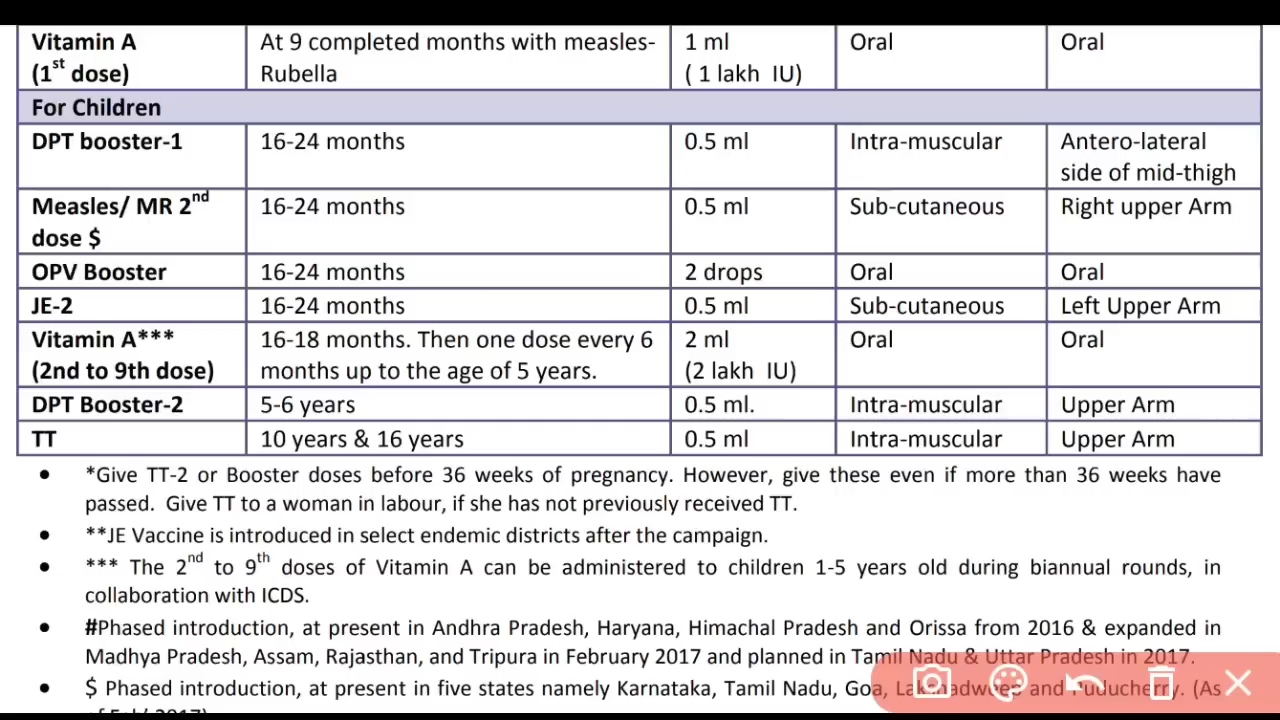 Vitamin A At 9 completed months with measles- 1 ml Oral Oral
(1st dose) Rubella ( 1 lakh IU)
For Children
DPT booster-1 16-24 months 0.5 ml Intra-muscular Antero-lateral
side of mid-thigh
Measles/ MR 2nd 16-24 months 0.5 ml Sub-cutaneous Right upper Arm
dose $
OPV Booster 16-24 months 2 drops Oral Oral
JE-2 16-24 months 0.5 ml Sub-cutaneous Left Upper Arm
Vitamin A*** 16-18 months. Then one dose every 6 2 ml Oral Oral
(2nd to 9th dose) months up to the age of 5 years. (2 lakh IU)
DPT Booster-2 5-6 years 0.5 ml. Intra-muscular Upper Arm
TT 10 years & 16 years 0.5 ml Intra-muscular Upper Arm
• *Give TT-2 or Booster doses before 36 weeks of pregnancy. However, give these even if more than 36 weeks have
passed. Give TT to a woman in labour, if she has not previously received TT.
• **JE Vaccine is introduced in select endemic districts after the campaign.
• *** The 2nd to 9th doses of Vitamin A can be administered to children 1-5 years old during biannual rounds, in
collaboration with ICDS.
• #Phased introduction, at present in Andhra Pradesh, Haryana, Himachal Pradesh and Orissa from 2016 & expanded in
Madhya Pradesh, Assam, Rajasthan, and Tripura in February 2017 and planned in Tamil Nadu & Uttar Pradesh in 2017.
• $ Phased introduction, at present in five states namely Karnataka, Tamil Nadu, Goa, Lakshadweep and Puducherry. (As